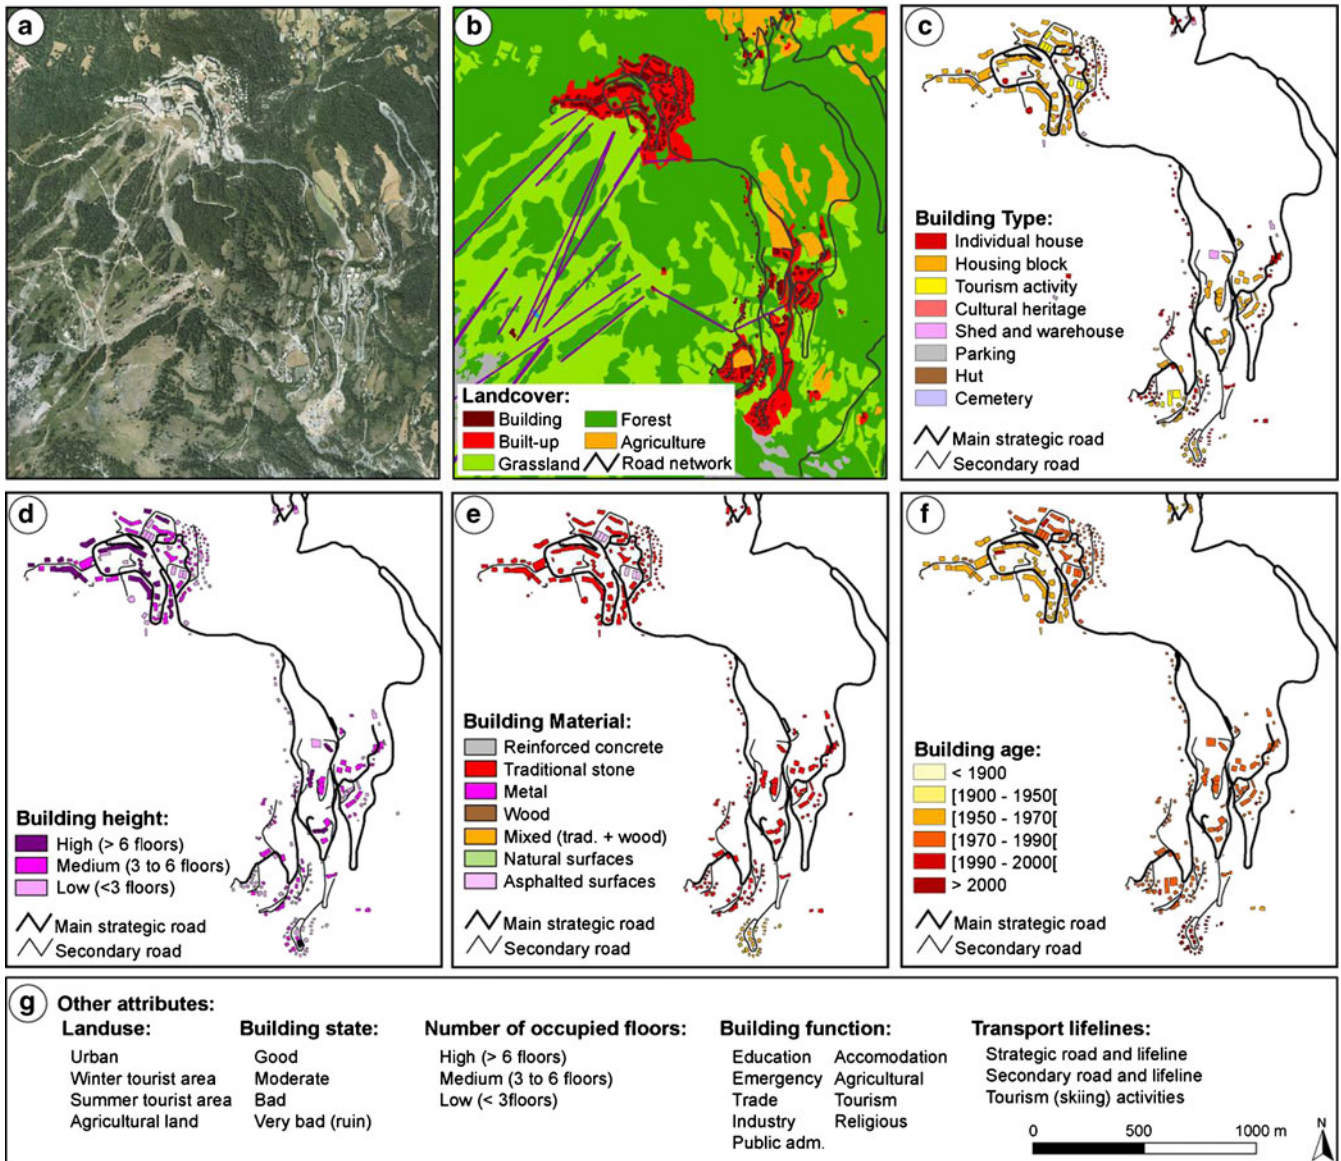 a
b
Landcover:
Building
Forest
Built-up
Agriculture
Grassland
Road network
c
Building Type:
Individual house
Housing block
Tourism activity
Cultural heritage
Shed and warehouse
Parking
Hut
Cemetery
Main strategic road
Secondary road
d
Building height:
High (> 6 floors)
Medium (3 to 6 floors)
Low (<3 floors)
Main strategic road
Secondary road
e
Building Material:
Reinforced concrete
Traditional stone
Metal
Wood
Mixed (trad. + wood)
Natural surfaces
Asphalted surfaces
Main strategic road
Secondary road
f
Building age:
< 1900
[1900 - 1950[
[1950 - 1970[
[1970 - 1990[
[1990 - 2000[
> 2000
Main strategic road
Secondary road
g Other attributes:
Landuse:
Urban
Winter tourist area
Summer tourist area
Agricultural land
Building state:
Good
Moderate
Bad
Very bad (ruin)
Number of occupied floors:
High (> 6 floors)
Medium (3 to 6 floors)
Low (< 3floors)
Building function:
Education Accomodation
Emergency Agricultural
Trade Tourism
Industry Religious
Public adm.
Transport lifelines:
Strategic road and lifeline
Secondary road and lifeline
Tourism (skiing) activities
0 500 1000 m
N